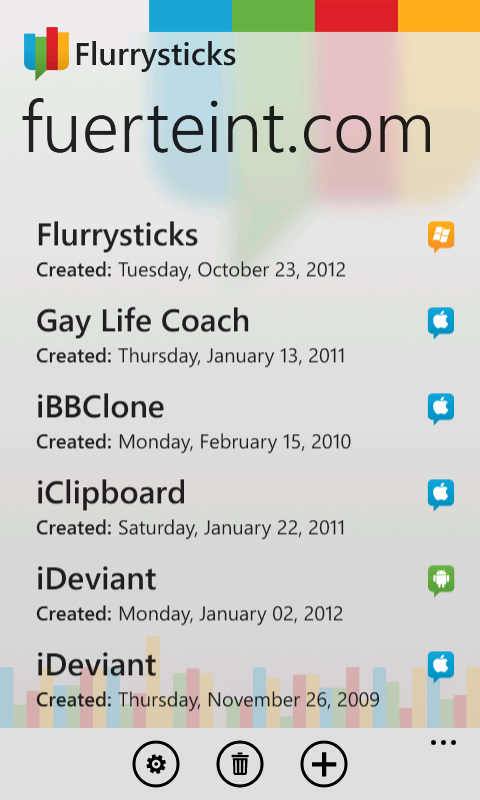 Flurrysticks
fuerteint.com
Flurrysticks
Created: Tuesday, October 23, 2012
Gay Life Coach
Created: Thursday, January 13, 2011
iBBClone
Created: Monday, February 15, 2010
iClipboard
Created: Saturday, January 22, 2011
iDeviant
Created: Monday, January 02, 2012
iDeviant
Created: Thursday, November 26, 2009